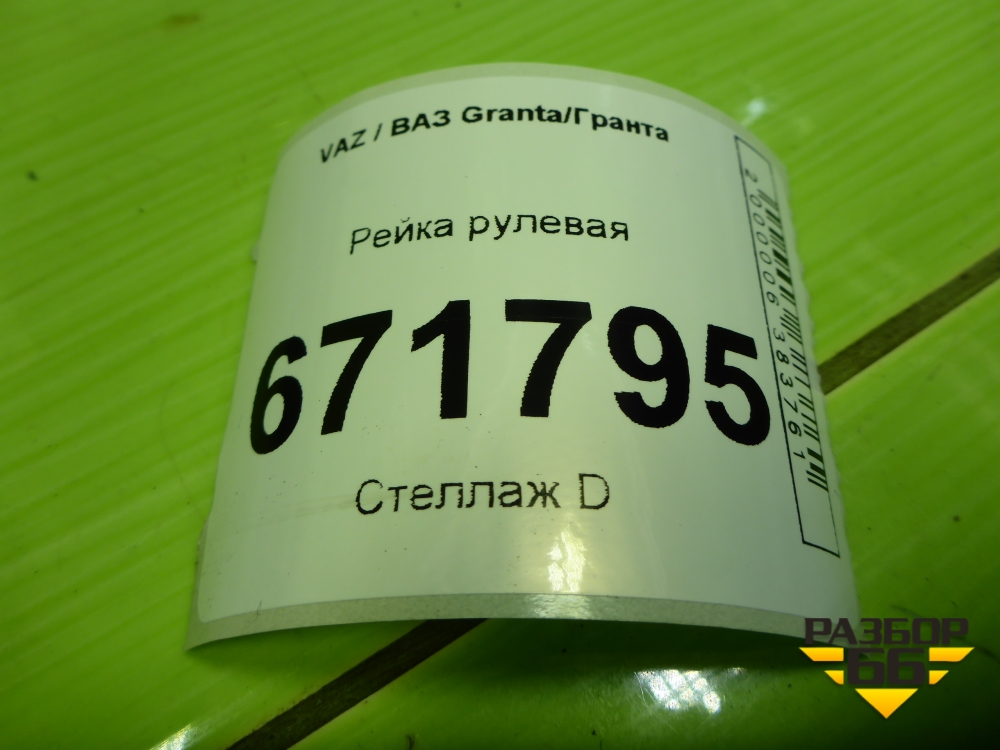 VAZ / ВАЗ Granta/Гранта
Рейка рулевая
671795
Стеллаж D
2000006383761
РАЗБОР
66